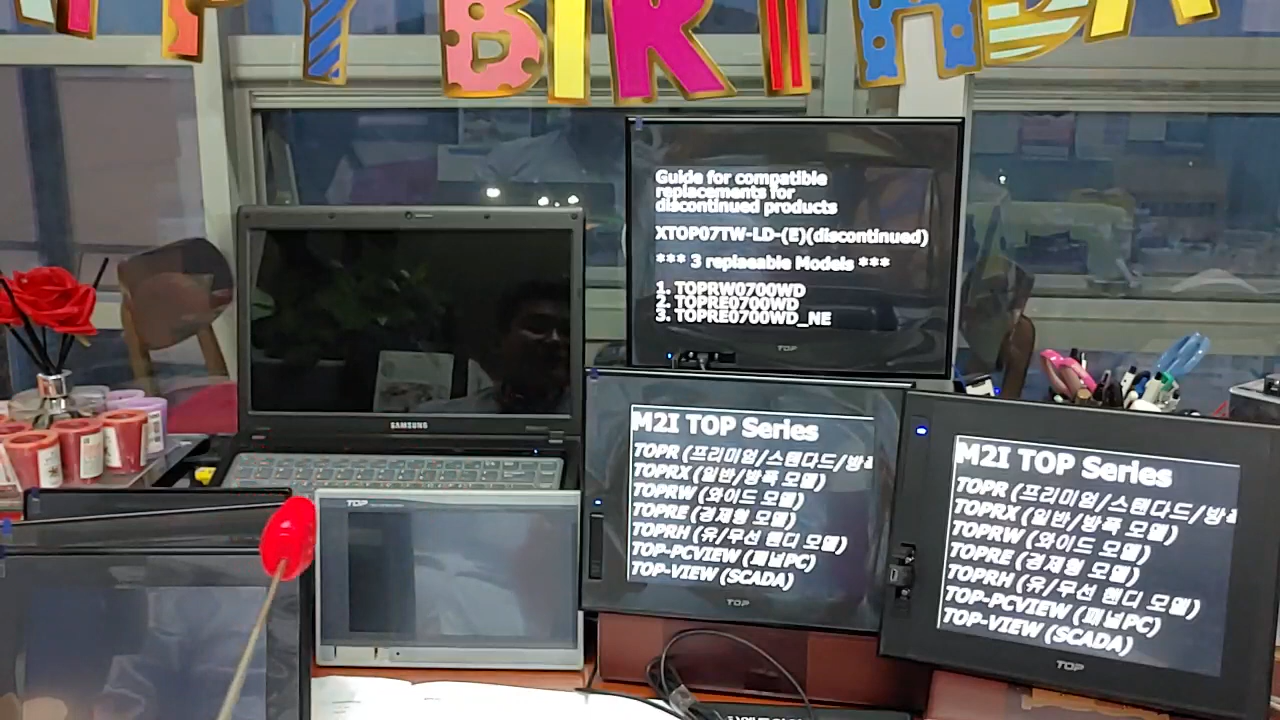 PY BIRTHDAY
Guide for compatible
replacements for
discontinued products
XTOP07TW-LD-(E)(discontinued)
*** 3 replaeable Models ***
1. TOPRW0700WD
2. TOPRE0700WD
3. TOPRE0700WD_NE
TOP
SAMSUNG
M2I TOP Series
TOPR (프리미엄/스탠다드/방폭
TOPRX (일반/방폭 모델)
TOPRW (와이드 모델)
TOPRE (경제형 모델)
TOPRH (유/무선 핸디 모델)
TOP-PCVIEW (패널PC)
TOP-VIEW (SCADA)
TOP
M2I TOP Series
TOPR (프리미엄/스탠다드/방폭
TOPRX (일반/방폭 모델)
TOPRW (와이드 모델)
TOPRE (경제형 모델)
TOPRH (유/무선 핸디 모델)
TOP-PCVIEW (패널PC)
TOP-VIEW (SCADA)
TOP
TOP